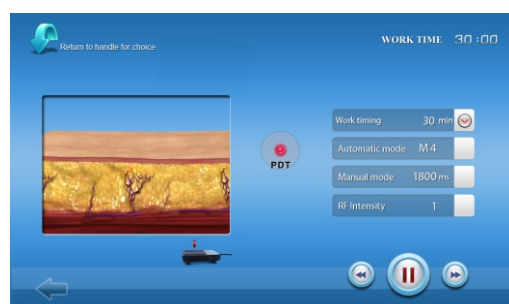 Return to handle for choice
WORK TIME 30:00
Work timing 30 min
PDT
Automatic mode M4
Manual mode 1800 ms
RF Intensity 1